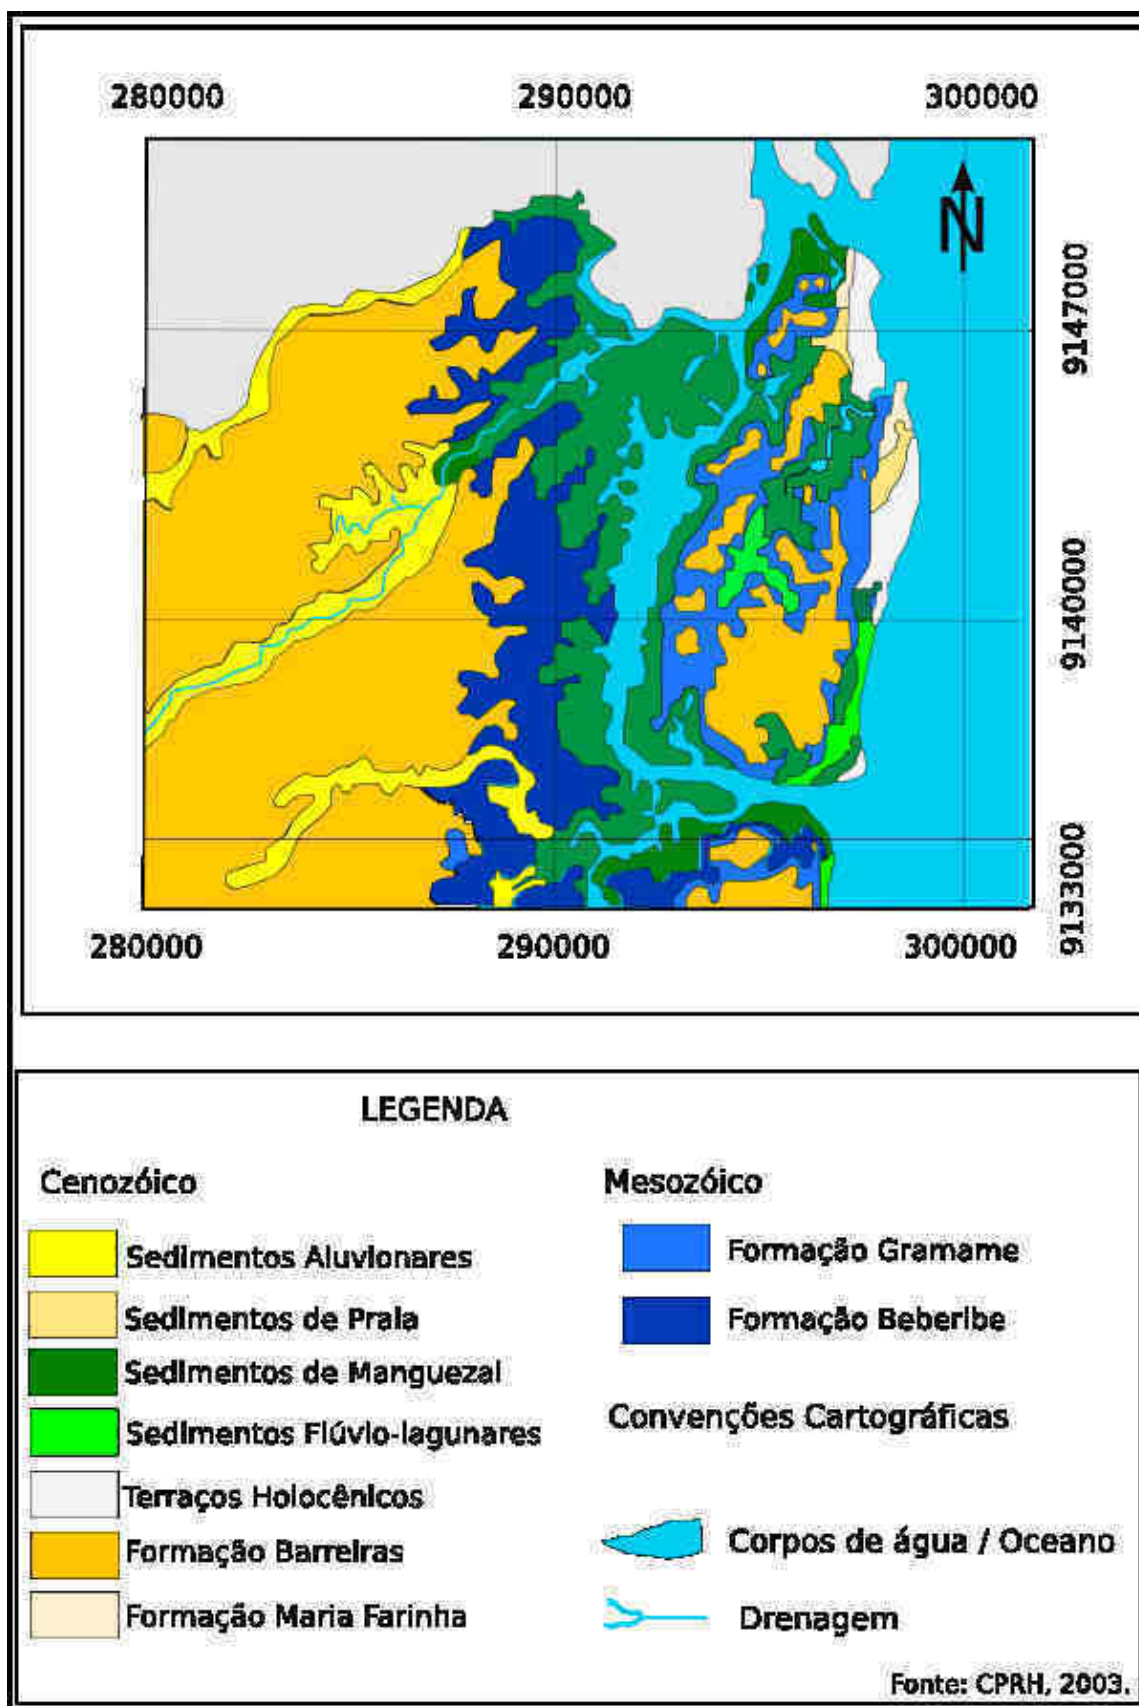 280000 290000 300000
N
9147000
9140000
9133000
280000 290000 300000
LEGENDA
Cenozóico
Sedimentos Aluvionares
Sedimentos de Praia
Sedimentos de Manguezal
Sedimentos Flúvio-lagunares
Terraços Holocênicos
Formação Barreiras
Formação Maria Farinha
Mesozóico
Formação Gramame
Formação Beberibe
Convenções Cartográficas
Corpos de água / Oceano
Drenagem
Fonte: CPRH, 2003.